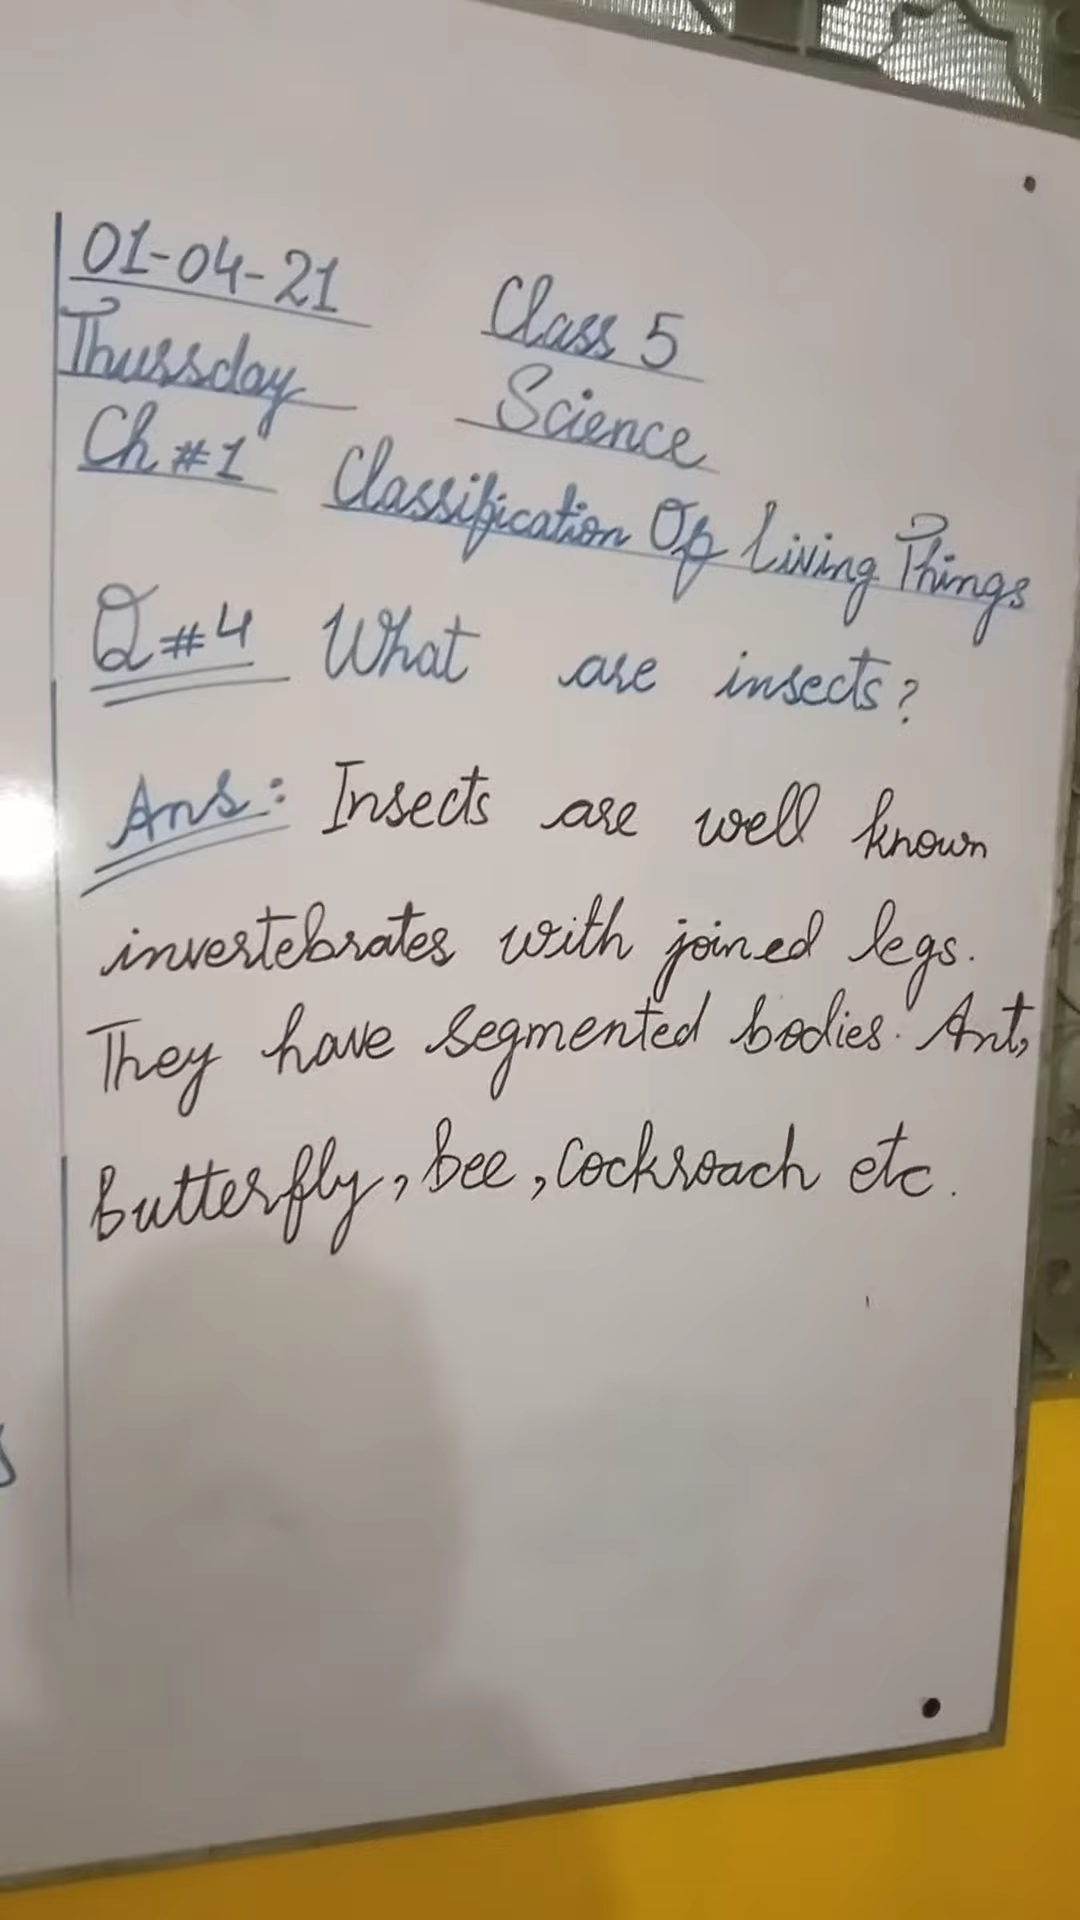 01-04-21 Class 5
Thursday Science
Ch #1 Classification Of Living Things
Q #4 What are insects?
Ans: Insects are well known
invertebrates with joined legs.
They have segmented bodies. Ant,
butterfly, bee, cockroach etc.